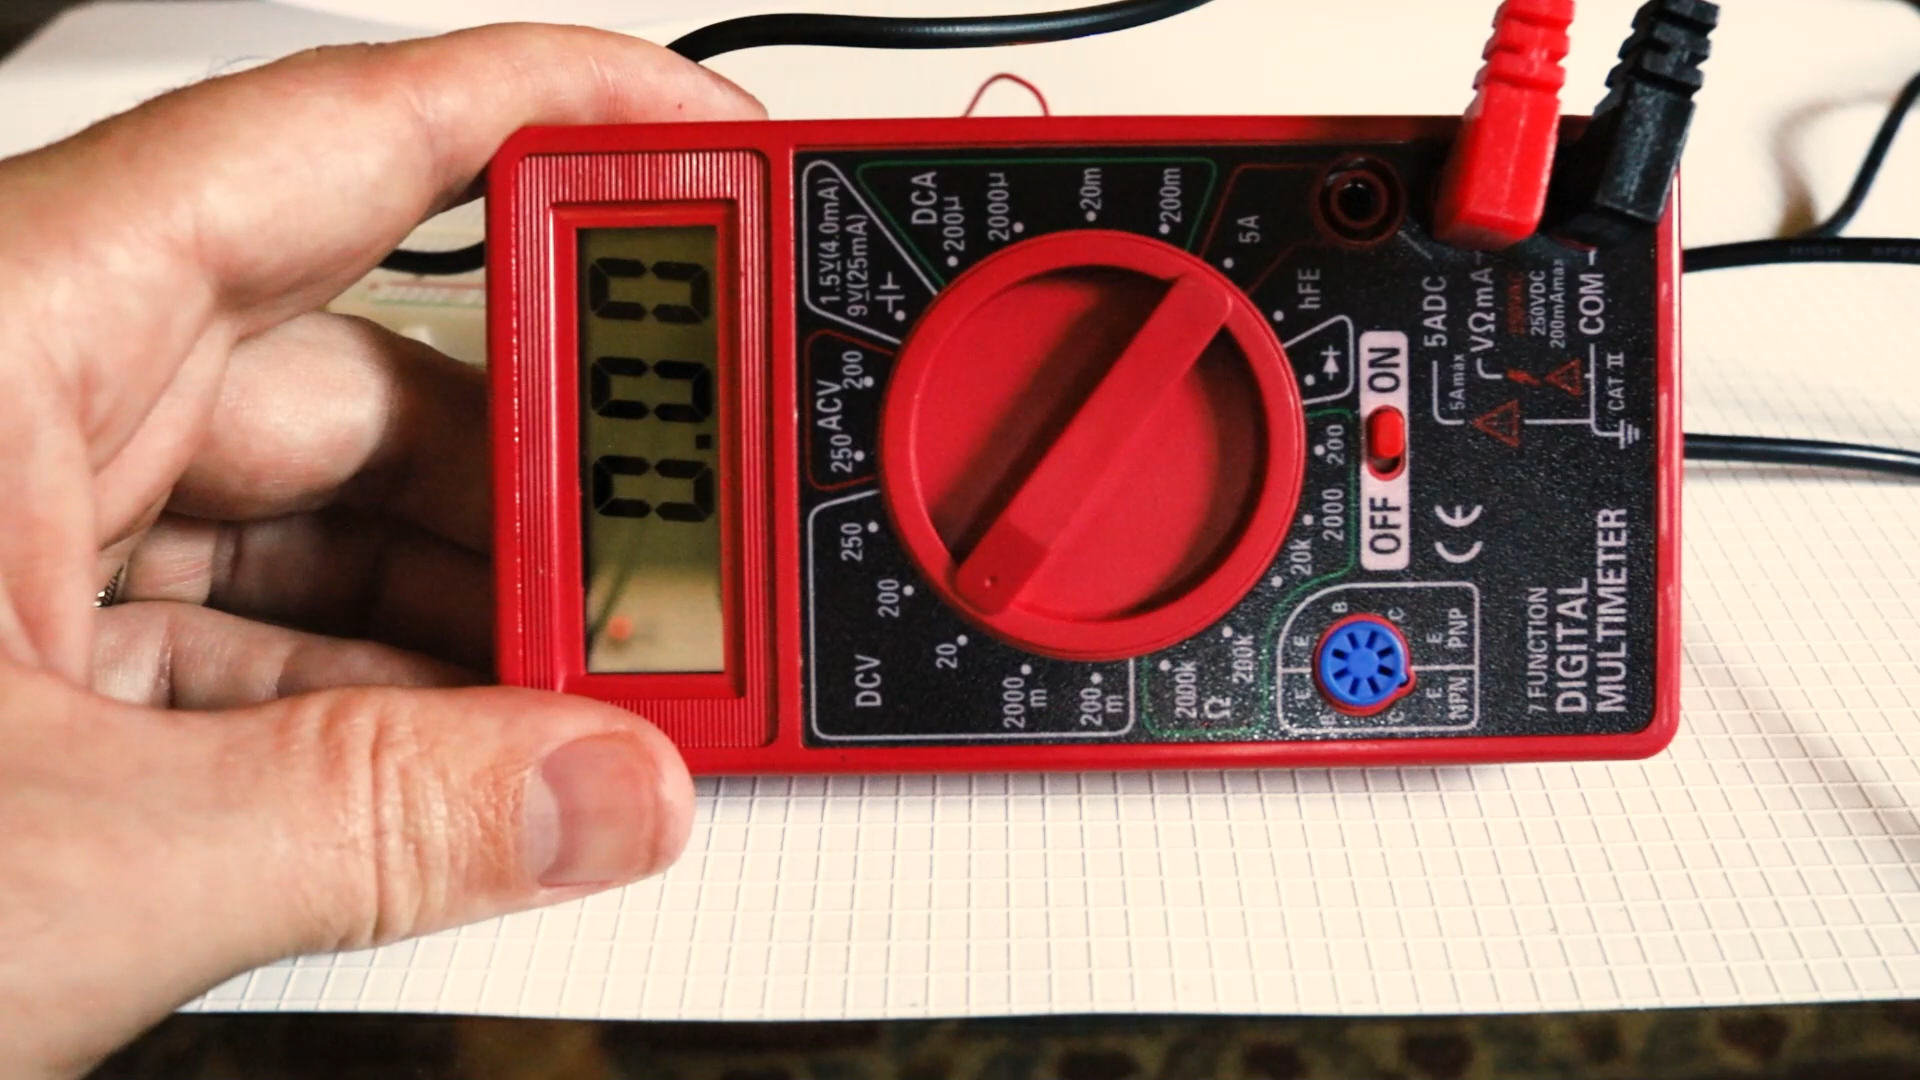 0.00
1.5V(4.0mA)
9V(25mA)
DCA
200µ
2000µ
20m
200m
5A
hFE
ACV
200
250
DCV
250
200
20
2000
m
200
m
200
2000
20k
200k
2000k
Ω
ON
OFF
5ADC
5Amax
VΩmA
250VDC
200mAmax
COM
CAT II
CE
E
B
C
E
PNP
E
B
C
E
NPN
7 FUNCTION
DIGITAL
MULTIMETER